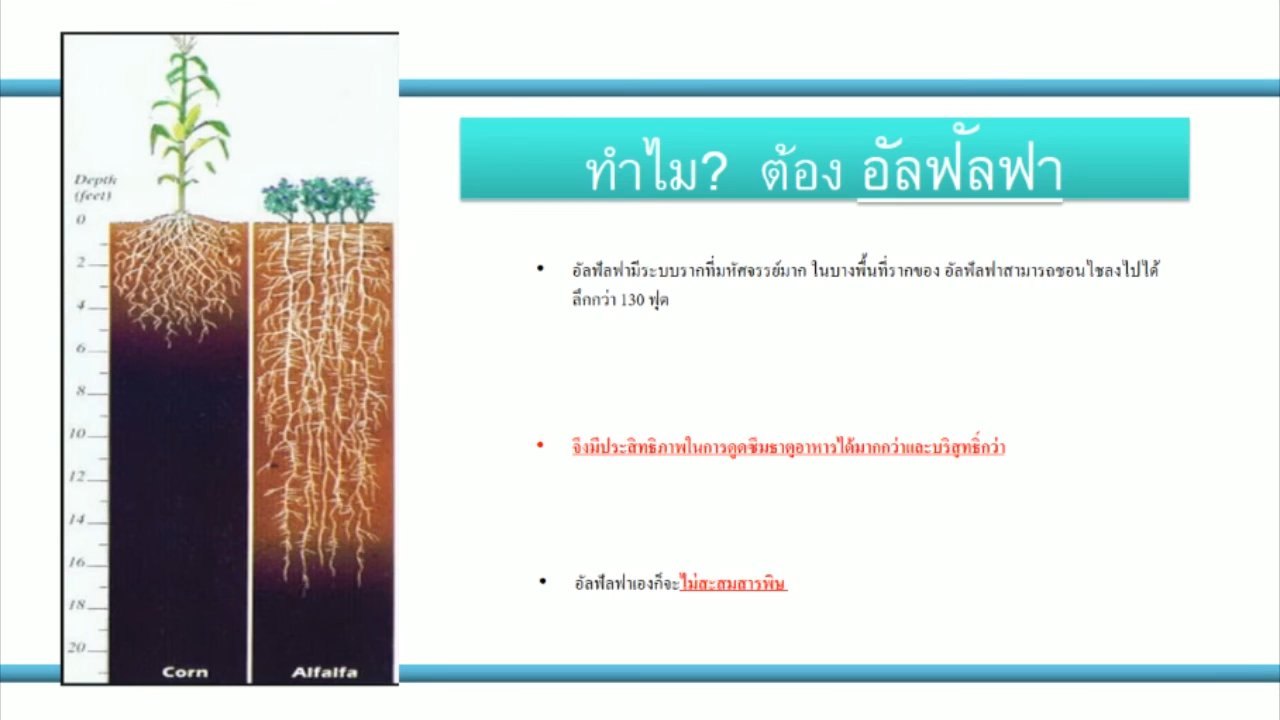 ทำไม? ต้อง อัลฟัลฟา
Depth
(feet)
0
2
4
6
8
10
12
14
16
18
20
Corn
Alfalfa
• อัลฟัลฟามีระบบรากที่มหัศจรรย์มาก ในบางพื้นที่รากของ อัลฟัลฟาสามารถชอนไชลงไปได้
ลึกกว่า 130 ฟุต
• จึงมีประสิทธิภาพในการดูดซึมธาตุอาหารได้มากกว่าและบริสุทธิ์กว่า
• อัลฟัลฟาเองก็จะไม่สะสมสารพิษ